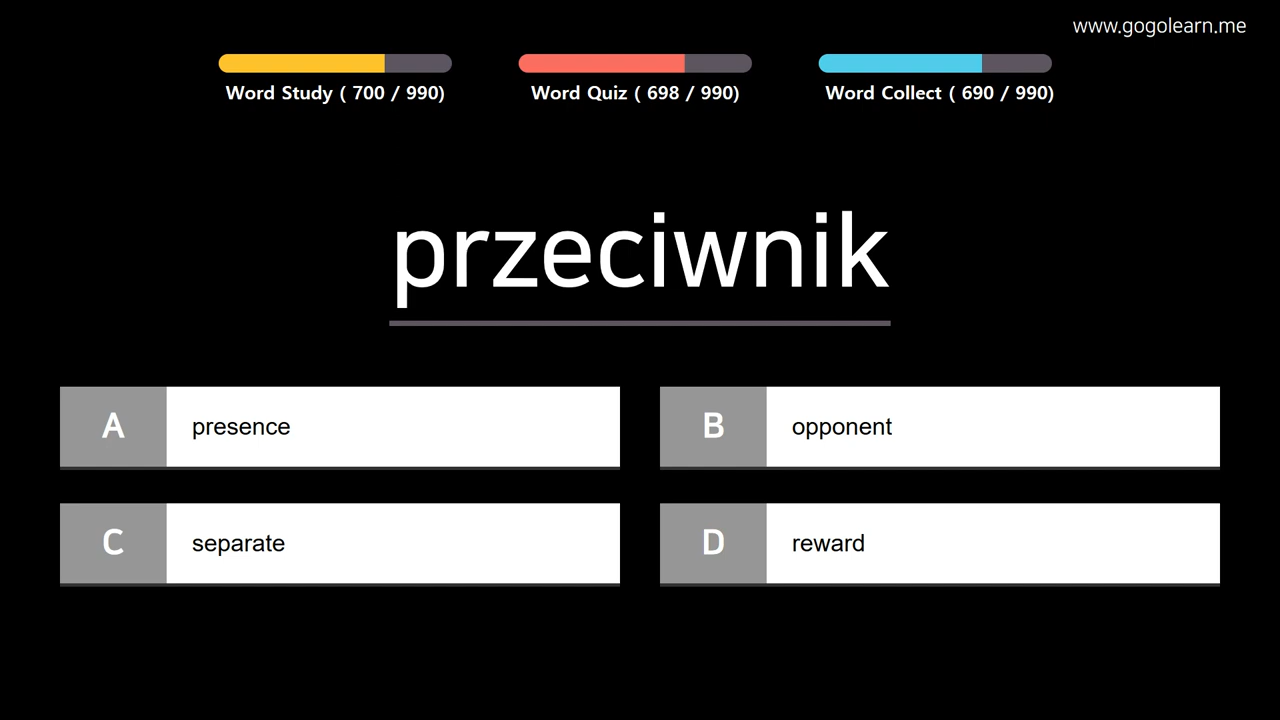 www.gogolearn.me
Word Study ( 700 / 990)
Word Quiz ( 698 / 990)
Word Collect ( 690 / 990)
przeciwnik
A presence
B opponent
C separate
D reward